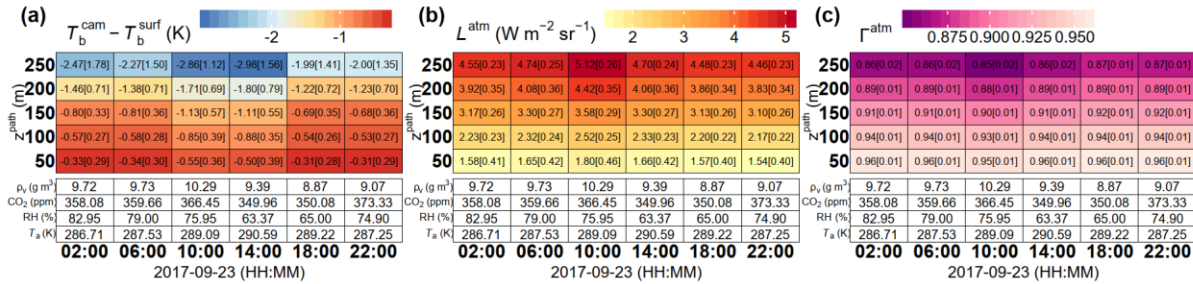 (a) T_b^cam − T_b^surf (K) -2 -1
250 -2.47[1.78] -2.27[1.50] -2.86[1.12] -2.98[1.56] -1.99[1.41] -2.00[1.35]
200 -1.46[0.71] -1.38[0.71] -1.71[0.69] -1.80[0.79] -1.22[0.72] -1.23[0.70]
150 -0.80[0.33] -0.81[0.36] -1.13[0.57] -1.11[0.55] -0.69[0.35] -0.68[0.36]
100 -0.57[0.27] -0.58[0.28] -0.85[0.39] -0.88[0.35] -0.54[0.26] -0.53[0.27]
50 -0.33[0.29] -0.34[0.30] -0.55[0.36] -0.50[0.39] -0.31[0.28] -0.31[0.29]
z^path (m)
ρ_v (g m³) 9.72 9.73 10.29 9.39 8.87 9.07
CO₂ (ppm) 358.08 359.66 366.45 349.96 350.08 373.33
RH (%) 82.95 79.00 75.95 63.37 65.00 74.90
T_a (K) 286.71 287.53 289.09 290.59 289.22 287.25
02:00 06:00 10:00 14:00 18:00 22:00
2017-09-23 (HH:MM)
(b) L^atm (W m⁻² sr⁻¹) 2 3 4 5
250 4.55[0.23] 4.74[0.25] 5.12[0.26] 4.70[0.24] 4.48[0.23] 4.46[0.23]
200 3.92[0.35] 4.08[0.36] 4.42[0.35] 4.06[0.36] 3.86[0.34] 3.83[0.34]
150 3.17[0.26] 3.30[0.27] 3.58[0.29] 3.30[0.28] 3.13[0.26] 3.10[0.26]
100 2.23[0.23] 2.32[0.24] 2.52[0.25] 2.33[0.23] 2.20[0.22] 2.17[0.22]
50 1.58[0.41] 1.65[0.42] 1.80[0.46] 1.66[0.42] 1.57[0.40] 1.54[0.40]
z^path (m)
ρ_v (g m³) 9.72 9.73 10.29 9.39 8.87 9.07
CO₂ (ppm) 358.08 359.66 366.45 349.96 350.08 373.33
RH (%) 82.95 79.00 75.95 63.37 65.00 74.90
T_a (K) 286.71 287.53 289.09 290.59 289.22 287.25
02:00 06:00 10:00 14:00 18:00 22:00
2017-09-23 (HH:MM)
(c) Γ^atm 0.875 0.900 0.925 0.950
250 0.86[0.02] 0.86[0.02] 0.85[0.02] 0.86[0.02] 0.87[0.01] 0.87[0.01]
200 0.89[0.01] 0.89[0.01] 0.88[0.01] 0.89[0.01] 0.89[0.01] 0.89[0.01]
150 0.91[0.01] 0.91[0.01] 0.90[0.01] 0.91[0.01] 0.92[0.01] 0.92[0.01]
100 0.94[0.01] 0.94[0.01] 0.93[0.01] 0.94[0.01] 0.94[0.01] 0.94[0.01]
50 0.96[0.01] 0.96[0.01] 0.95[0.01] 0.96[0.01] 0.96[0.01] 0.96[0.01]
z^path (m)
ρ_v (g m³) 9.72 9.73 10.29 9.39 8.87 9.07
CO₂ (ppm) 358.08 359.66 366.45 349.96 350.08 373.33
RH (%) 82.95 79.00 75.95 63.37 65.00 74.90
T_a (K) 286.71 287.53 289.09 290.59 289.22 287.25
02:00 06:00 10:00 14:00 18:00 22:00
2017-09-23 (HH:MM)